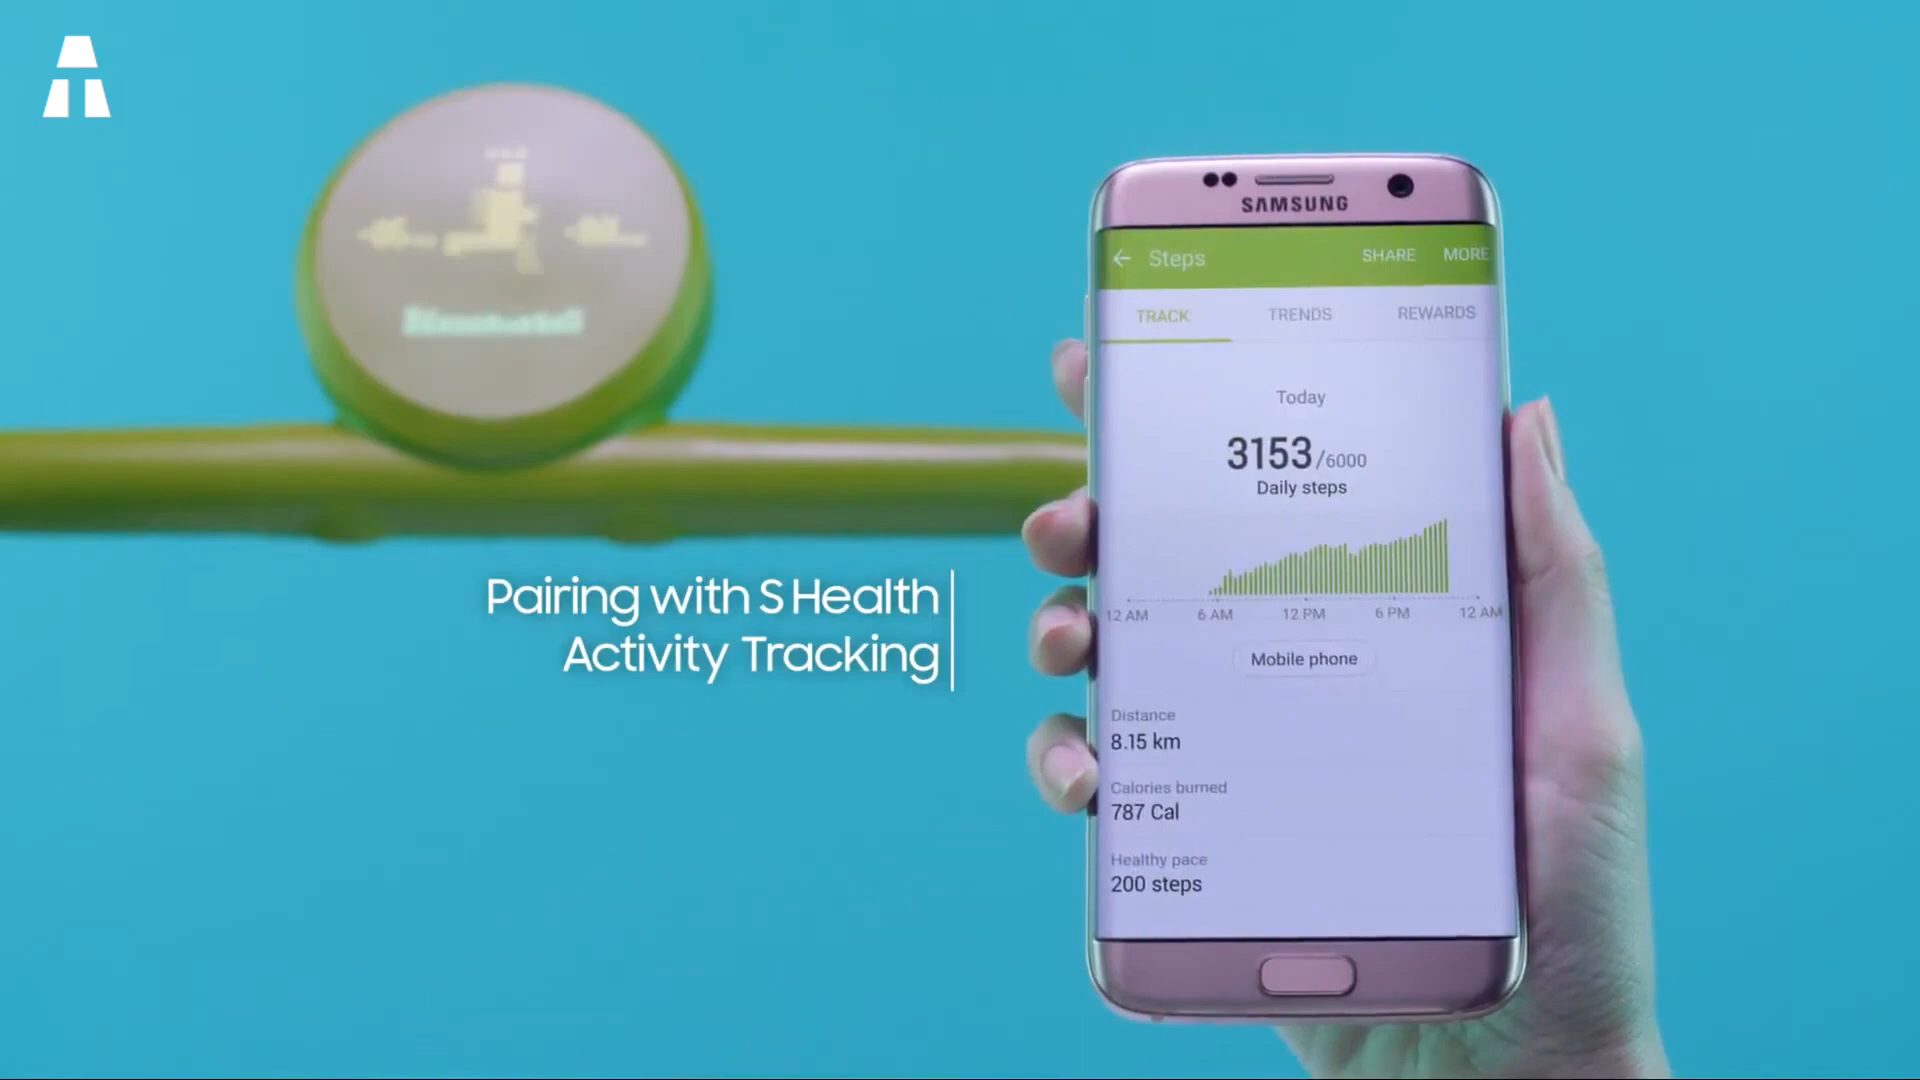 SAMSUNG
Steps
SHARE
MORE
TRACK
TRENDS
REWARDS
Today
3153/6000
Daily steps
12 AM
6 AM
12 PM
6 PM
12 AM
Mobile phone
Distance
8.15 km
Calories burned
787 Cal
Healthy pace
200 steps
Pairing with S Health
Activity Tracking